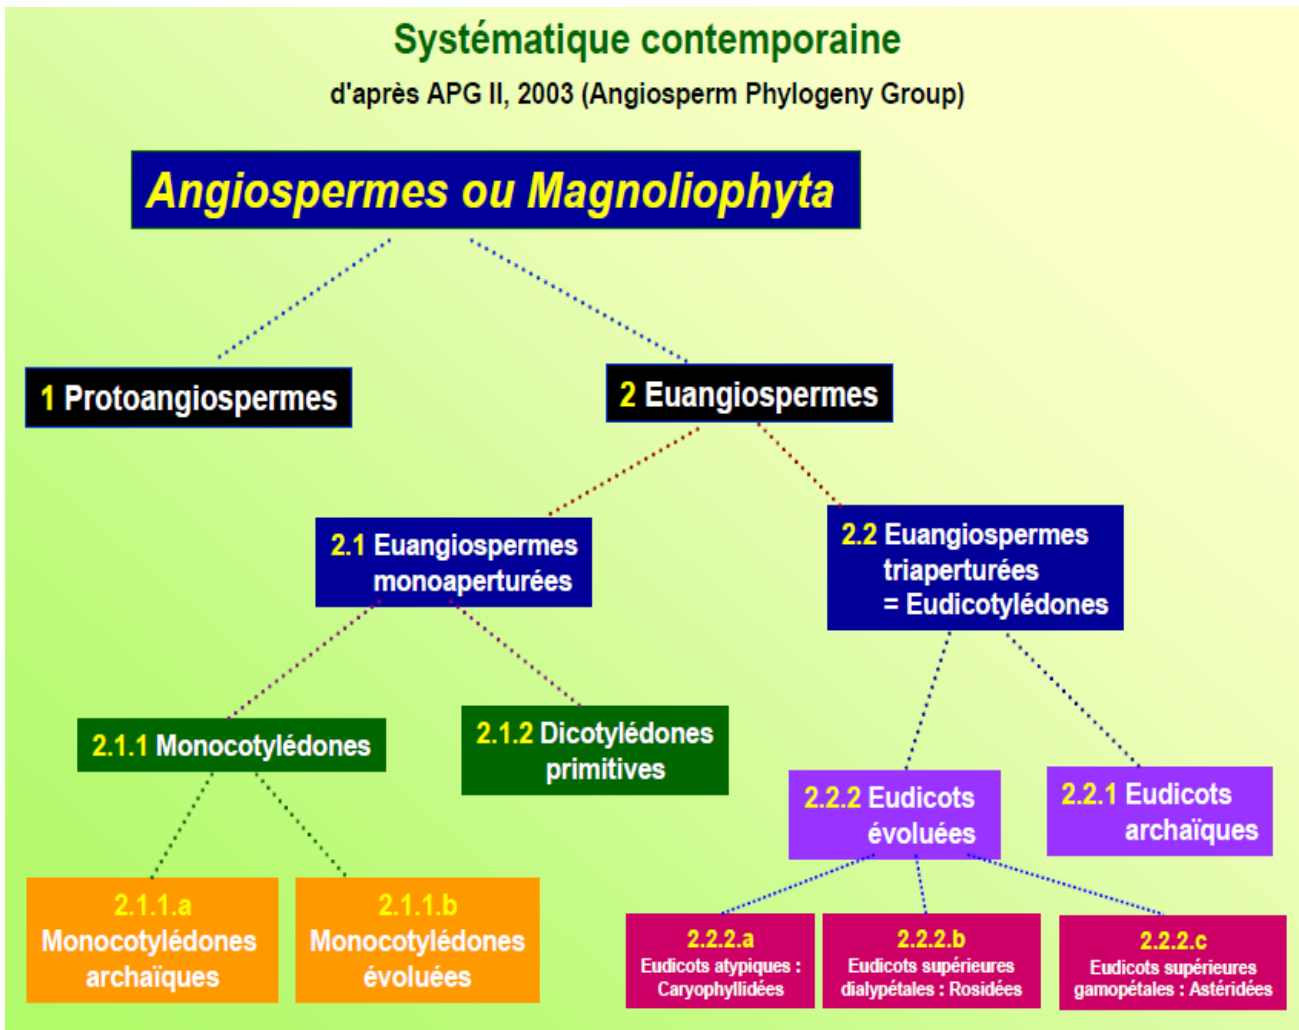 Systématique contemporaine
d'après APG II, 2003 (Angiosperm Phylogeny Group)
Angiospermes ou Magnoliophyta
1 Protoangiospermes
2 Euangiospermes
2.1 Euangiospermes
monoaperturées
2.2 Euangiospermes
triaperturées
= Eudicotylédones
2.1.1 Monocotylédones
2.1.2 Dicotylédones
primitives
2.2.2 Eudicots
évoluées
2.2.1 Eudicots
archaïques
2.1.1.a
Monocotylédones
archaïques
2.1.1.b
Monocotylédones
évoluées
2.2.2.a
Eudicots atypiques :
Caryophyllidées
2.2.2.b
Eudicots supérieures
dialypétales : Rosidées
2.2.2.c
Eudicots supérieures
gamopétales : Astéridées